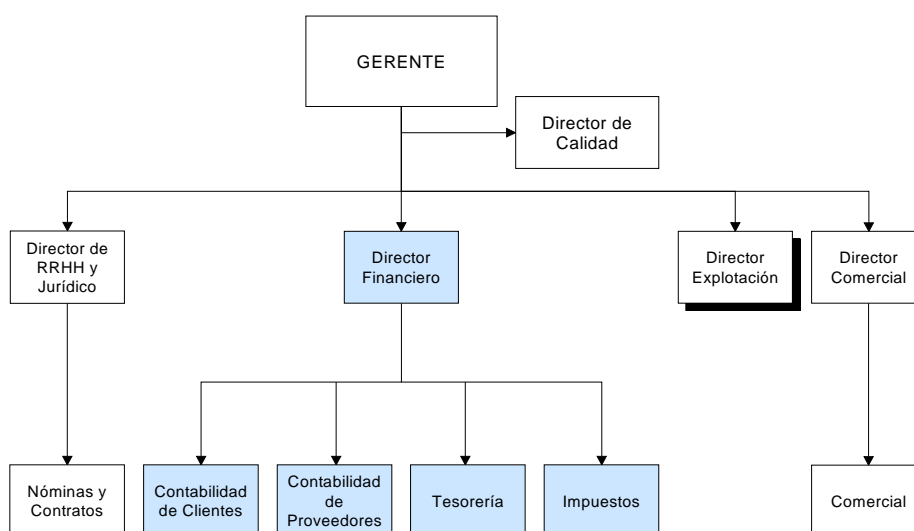 GERENTE
Director de
Calidad
Director de
RRHH y
Jurídico
Director
Financiero
Director
Explotación
Director
Comercial
Nóminas y
Contratos
Contabilidad
de Clientes
Contabilidad
de
Proveedores
Tesorería
Impuestos
Comercial